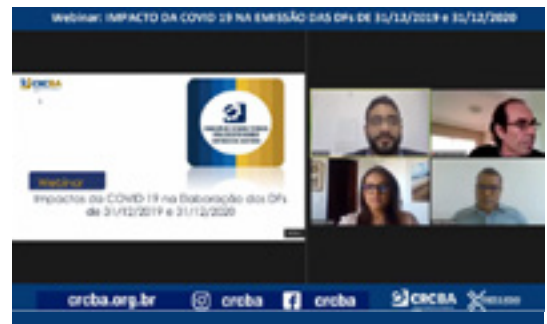 Webinar: IMPACTO DA COVID 19 NA EMISSÃO DAS DFs DE 31/12/2019 e 31/12/2020
CRCBA
Webinar
Impactos da COVID-19 na Elaboração das DFs
de 31/12/2019 e 31/12/2020
crcba.org.br crcba crcba CRCBA